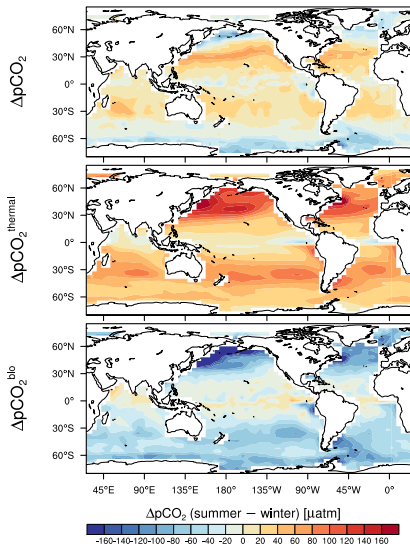 ΔpCO₂
60°N
30°N
0°
30°S
60°S
ΔpCO₂ᵗʰᵉʳᵐᵃˡ
60°N
30°N
0°
30°S
60°S
ΔpCO₂ᵇⁱᵒ
60°N
30°N
0°
30°S
60°S
45°E 90°E 135°E 180°W 135°W 90°W 45°W 0°
ΔpCO₂ (summer − winter) [µatm]
-160 -140 -120 -100 -80 -60 -40 -20 0 20 40 60 80 100 120 140 160